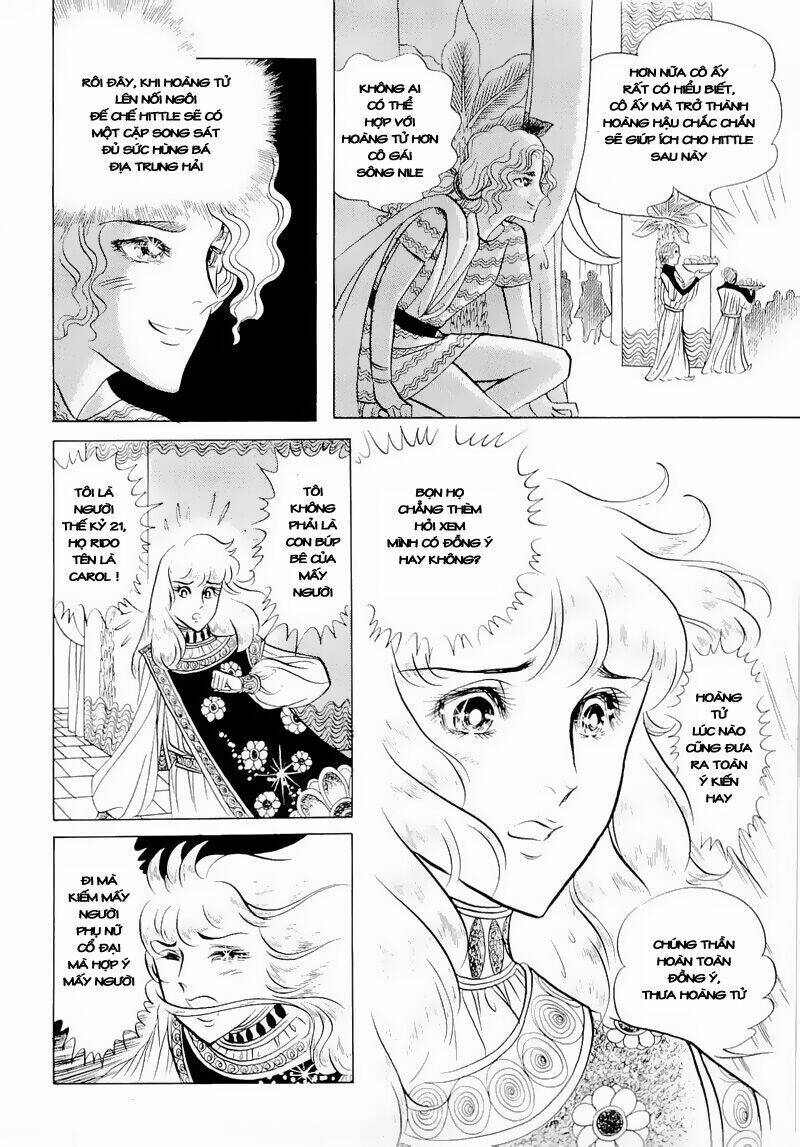 HƠN NỮA CÔ ẤY
RẤT CÓ HIỂU BIẾT,
CÔ ẤY MÀ TRỞ THÀNH
HOÀNG HẬU CHẮC CHẮN
SẼ GIÚP ÍCH CHO HITTLE
SAU NÀY
KHÔNG AI
CÓ THỂ
HỢP VỚI
HOÀNG TỬ HƠN
CÔ GÁI
SÔNG NILE
RỒI ĐÂY, KHI HOÀNG TỬ
LÊN NỐI NGÔI
ĐẾ CHẾ HITTLE SẼ CÓ
MỘT CẶP SONG SÁT
ĐỦ SỨC HÙNG BÁ
ĐỊA TRUNG HẢI
HOÀNG
TỬ
LÚC NÀO
CŨNG ĐƯA
RA TOÀN
Ý KIẾN
HAY
CHÚNG THẦN
HOÀN TOÀN
ĐỒNG Ý,
THƯA HOÀNG TỬ
BỌN HỌ
CHẲNG THÈM
HỎI XEM
MÌNH CÓ ĐỒNG Ý
HAY KHÔNG?
TÔI
KHÔNG
PHẢI LÀ
CON BÚP
BÊ CỦA
MẤY
NGƯỜI
TÔI LÀ
NGƯỜI
THẾ KỶ 21,
HỌ RIDO
TÊN LÀ
CAROL !
ĐI MÀ
KIẾM MẤY
NGƯỜI
PHỤ NỮ
CỔ ĐẠI
MÀ HỢP Ý
MẤY NGƯỜI